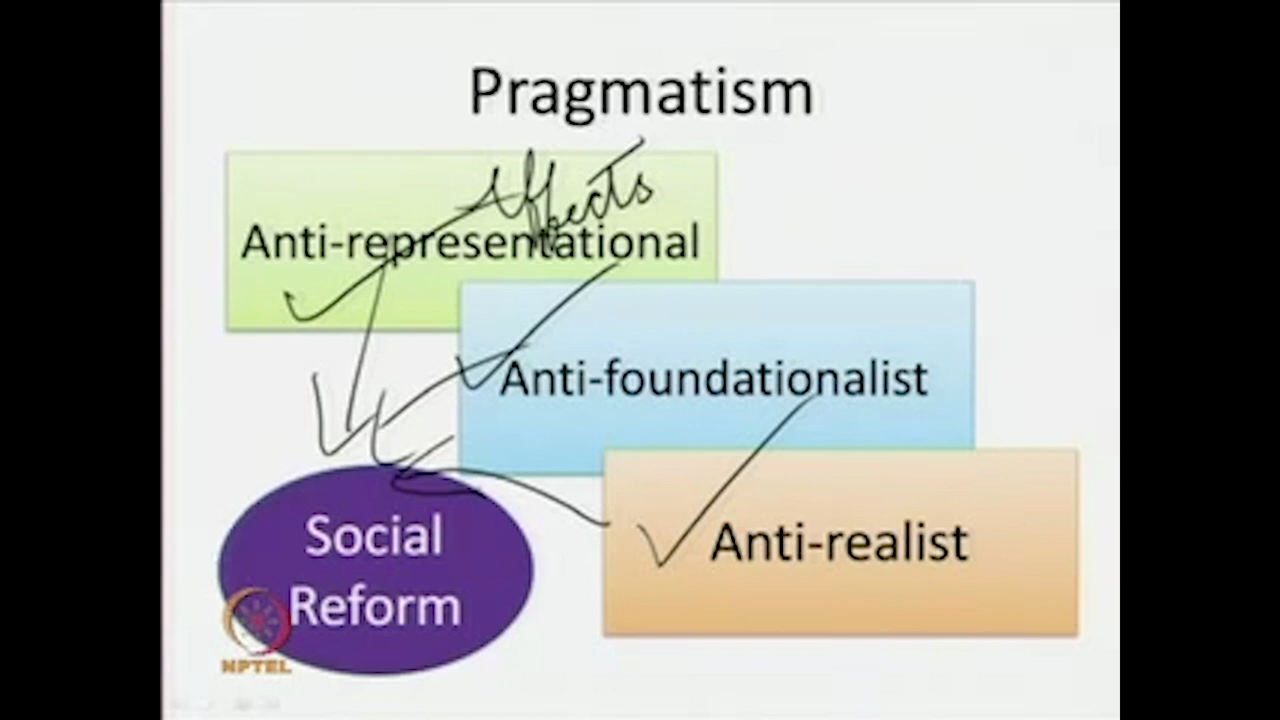 Pragmatism
Affects
Anti-representational
Anti-foundationalist
Anti-realist
Social
Reform
NPTEL